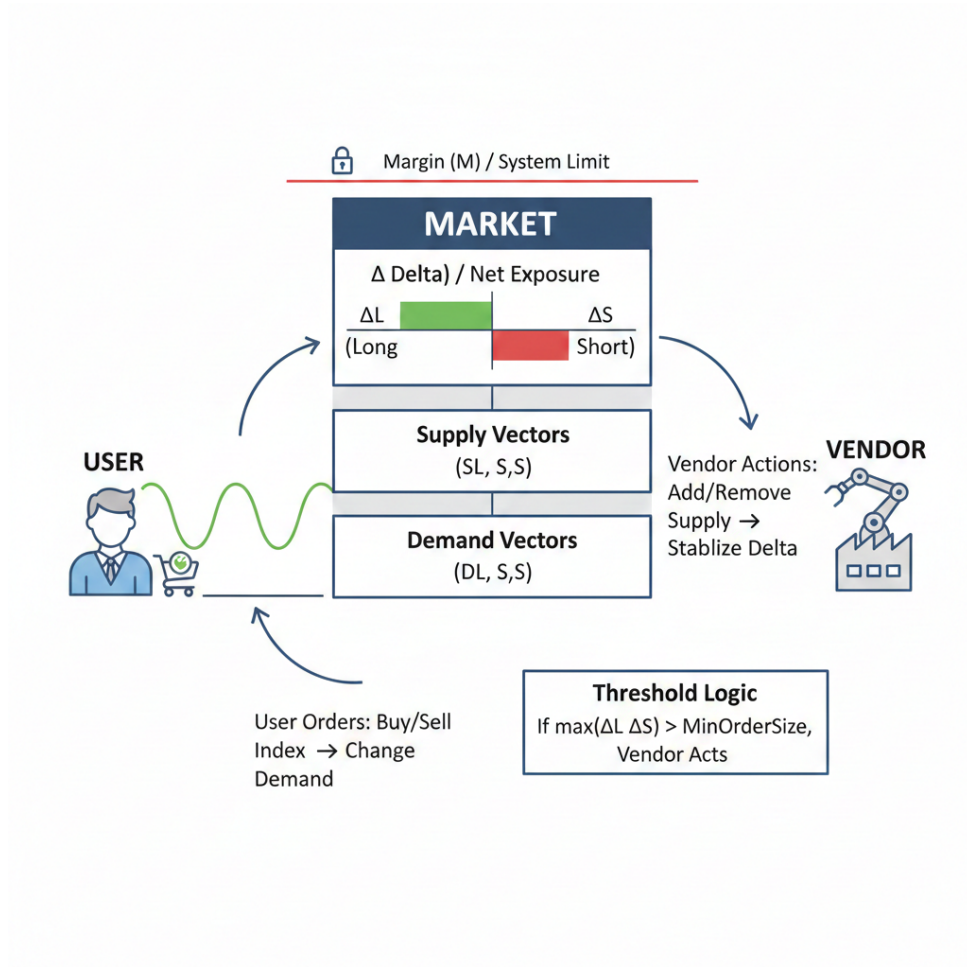 Margin (M) / System Limit
MARKET
Δ Delta) / Net Exposure
ΔL
ΔS
(Long
Short)
Supply Vectors
(SL, S,S)
Demand Vectors
(DL, S,S)
USER
VENDOR
Vendor Actions:
Add/Remove
Supply →
Stablize Delta
User Orders: Buy/Sell
Index → Change
Demand
Threshold Logic
If max(ΔL ΔS) > MinOrderSize,
Vendor Acts